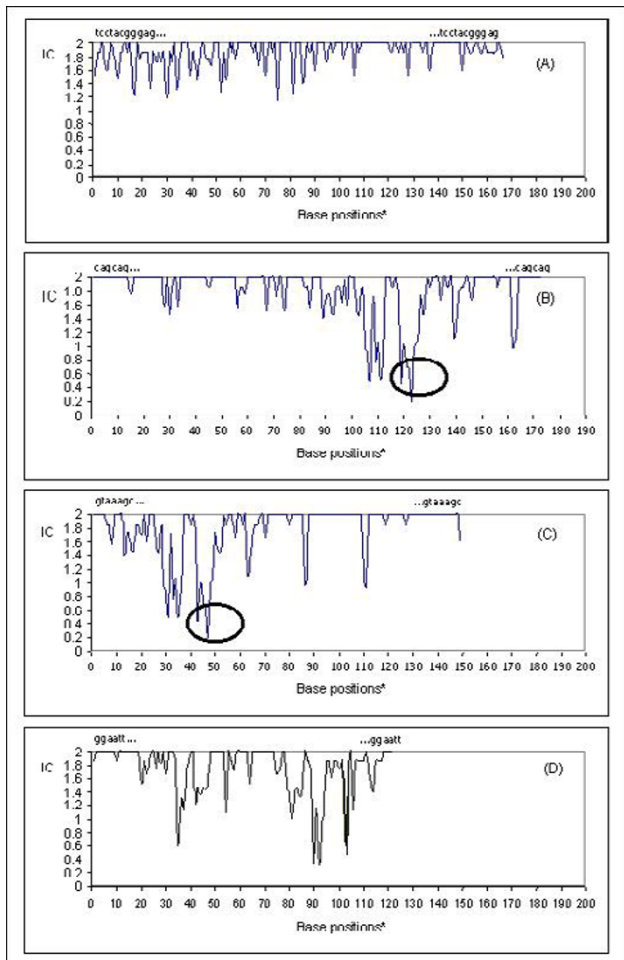 tcctacgggag... ...tcctacgggag
IC
(A)
2
1.8
1.6
1.4
1.2
1
0.8
0.6
0.4
0.2
0
0 10 20 30 40 50 60 70 80 90 100 110 120 130 140 150 160 170 180 190 200
Base positions*
cagcag... ...cagcag
IC
(B)
2
1.8
1.6
1.4
1.2
1
0.8
0.6
0.4
0.2
0
0 10 20 30 40 50 60 70 80 90 100 110 120 130 140 150 160 170 180 190
Base positions*
gtaaagc... ...gtaaagc
IC
(C)
2
1.8
1.6
1.4
1.2
1
0.8
0.6
0.4
0.2
0
0 10 20 30 40 50 60 70 80 90 100 110 120 130 140 150 160 170 180 190 200
Base positions*
ggaatt... ...ggaatt
IC
(D)
2
1.8
1.6
1.4
1.2
1
0.8
0.6
0.4
0.2
0
0 10 20 30 40 50 60 70 80 90 100 110 120 130 140 150 160 170 180 190 200
Base positions*